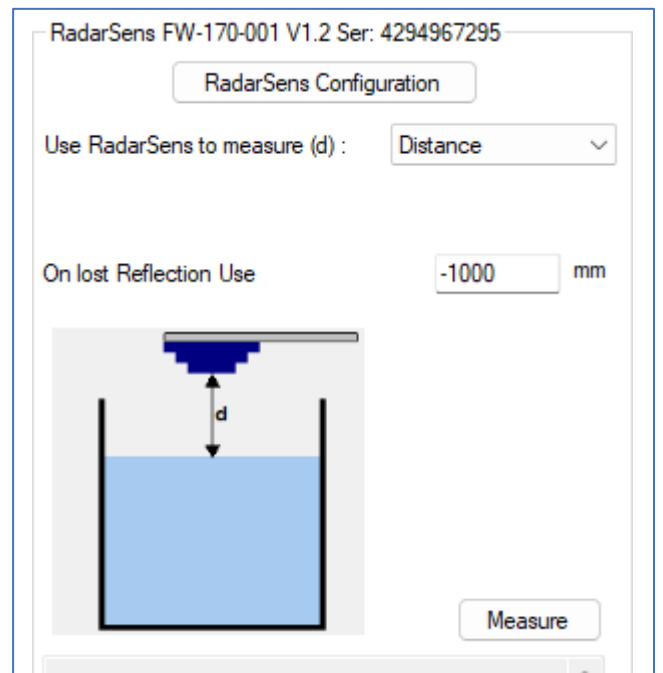 RadarSens FW-170-001 V1.2 Ser: 4294967295
RadarSens Configuration
Use RadarSens to measure (d) : Distance
On lost Reflection Use -1000 mm
d
Measure